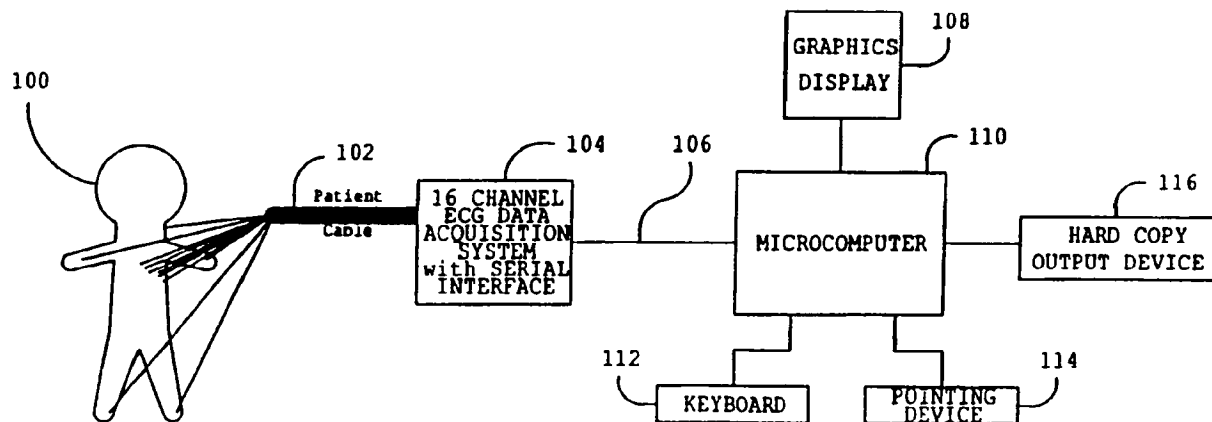 108
GRAPHICS
DISPLAY
100
102
104
106
110
116
Patient
Cable
16 CHANNEL
ECG DATA
ACQUISITION
SYSTEM
with SERIAL
INTERFACE
MICROCOMPUTER
HARD COPY
OUTPUT DEVICE
112
KEYBOARD
114
POINTING
DEVICE